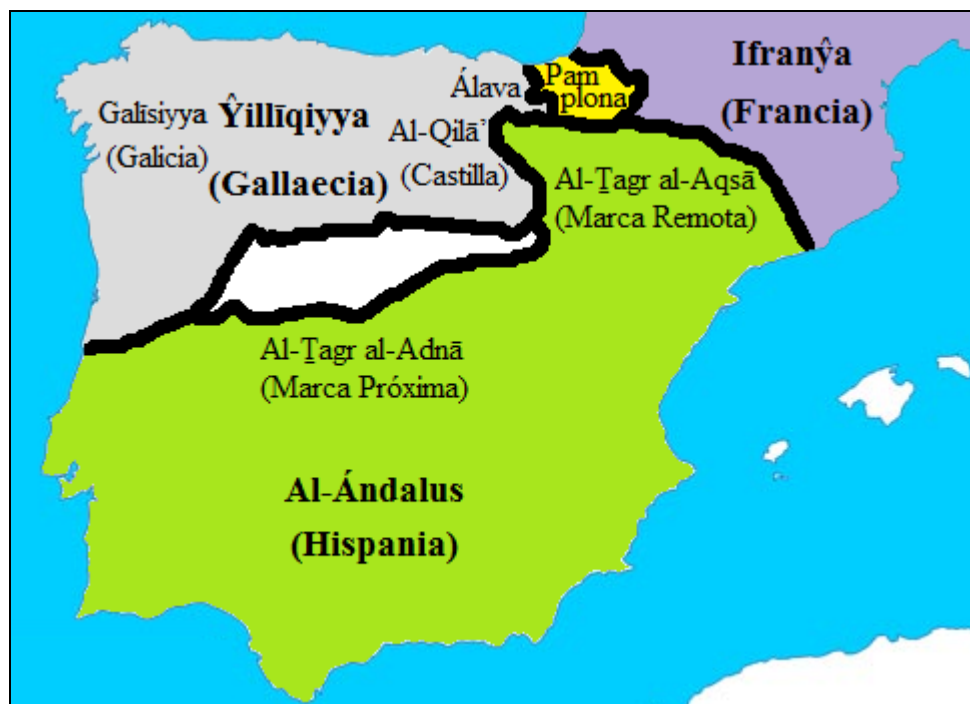 Galīsiyya
(Galicia)
Ŷillīqiyya
(Gallaecia)
Álava
Al-Qilā’
(Castilla)
Pam
plona
Ifranŷa
(Francia)
Al-Ṯagr al-Aqsā
(Marca Remota)
Al-Ṯagr al-Adnā
(Marca Próxima)
Al-Ándalus
(Hispania)